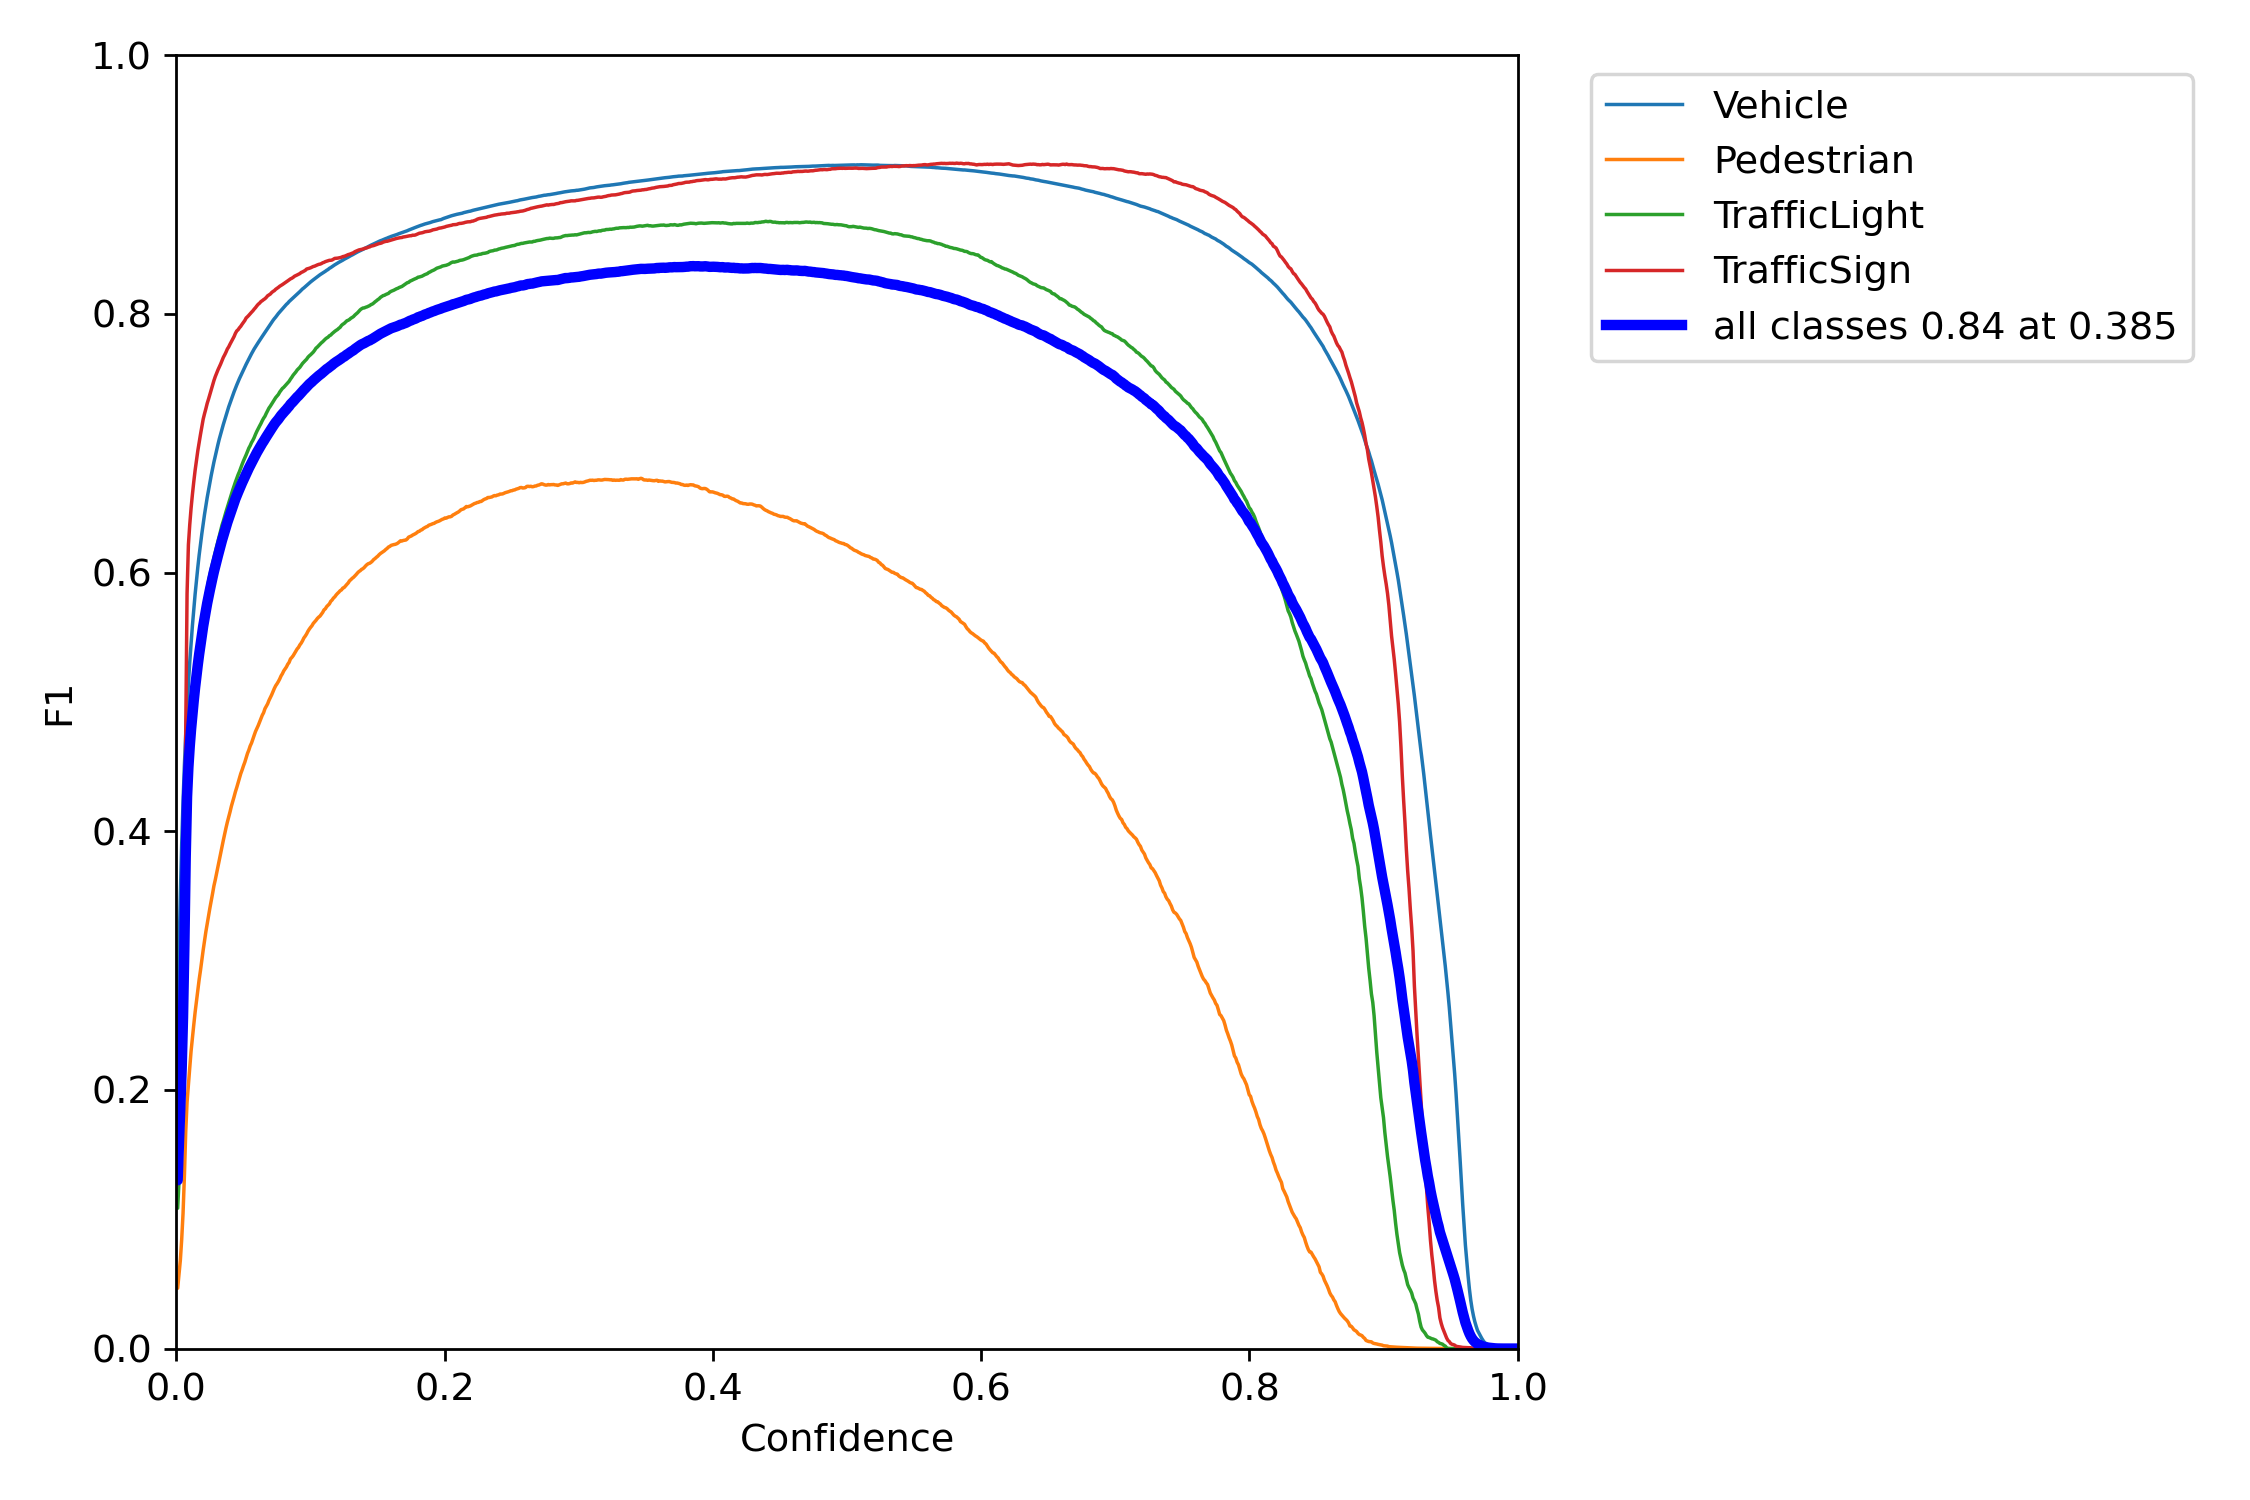 1.0
0.8
0.6
0.4
0.2
0.0
F1
0.0 0.2 0.4 0.6 0.8 1.0
Confidence
Vehicle
Pedestrian
TrafficLight
TrafficSign
all classes 0.84 at 0.385